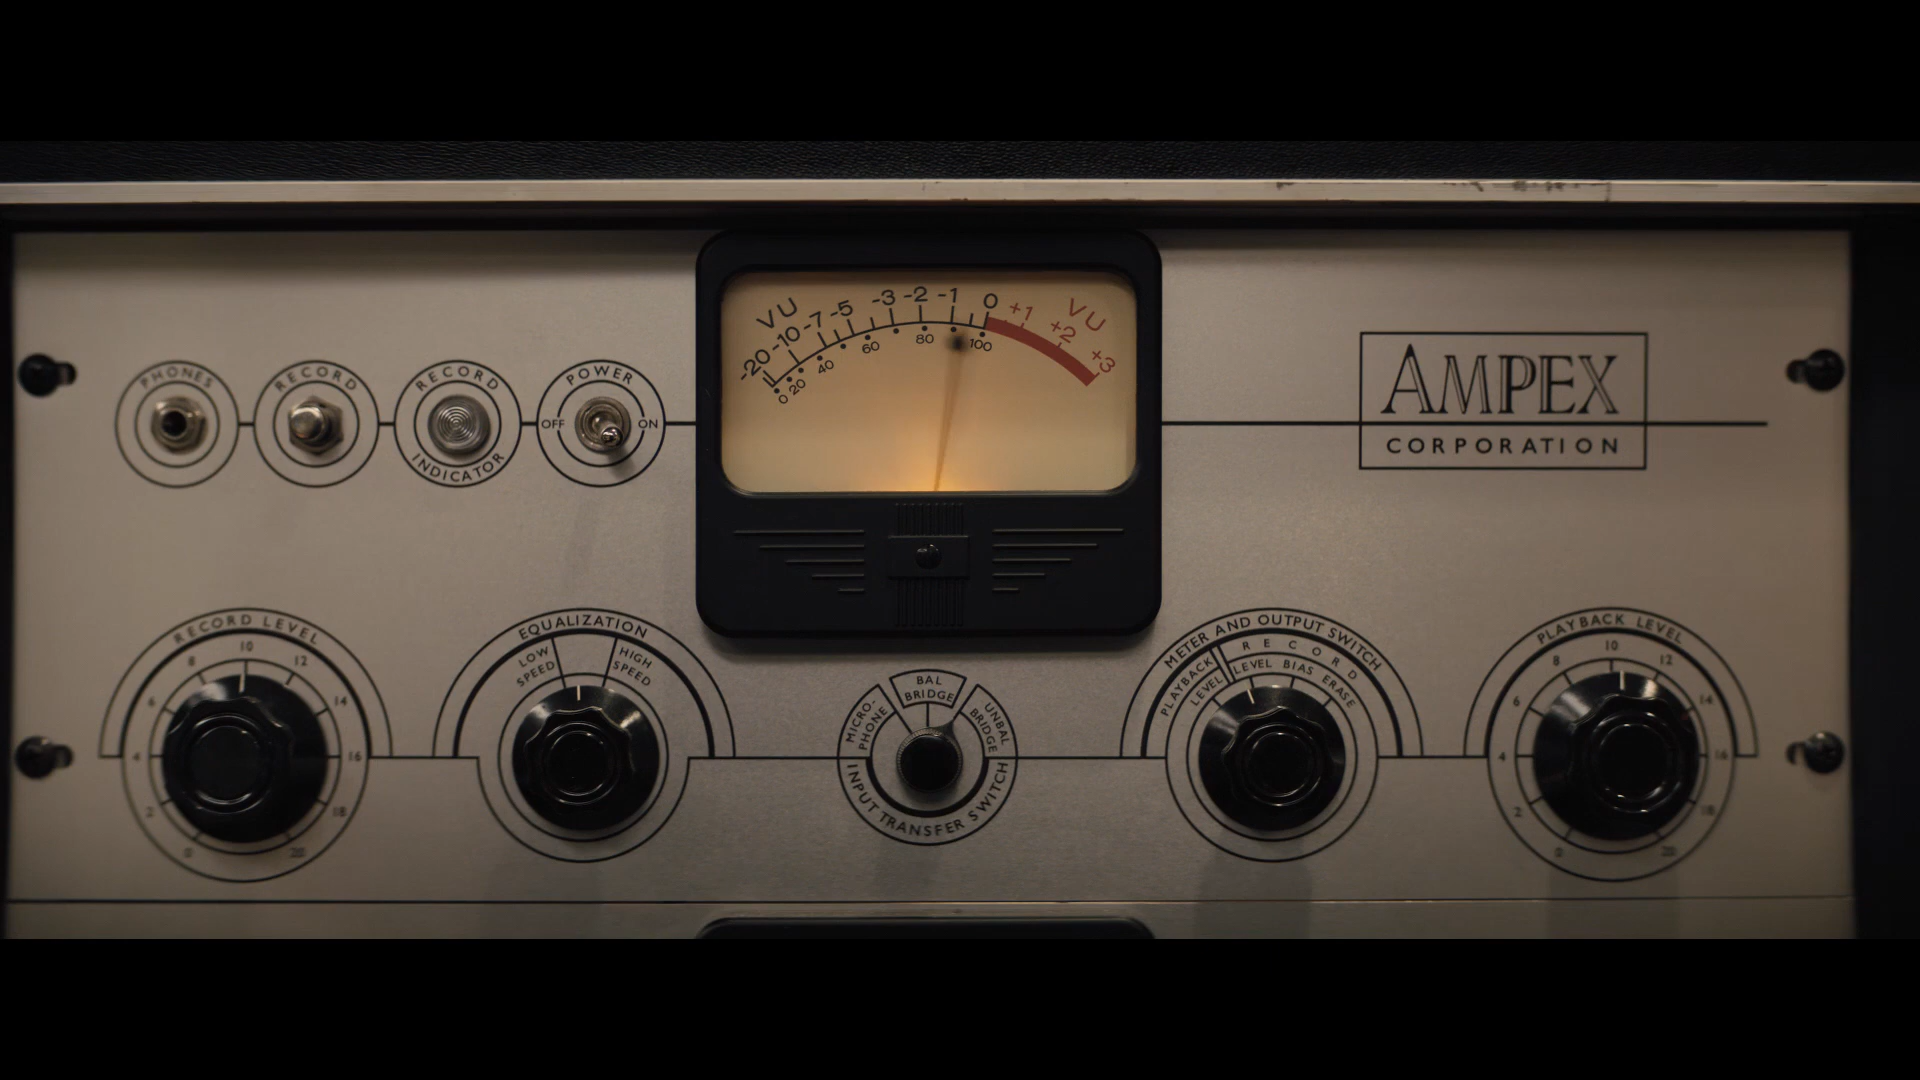 VU -20 -10 -7 -5 -3 -2 -1 0 +1 +2 +3 VU
0 20 40 60 80 100
PHONES
RECORD
RECORD
INDICATOR
POWER
OFF ON
AMPEX
CORPORATION
RECORD LEVEL
0 2 4 6 8 10 12 14 16 18 20
EQUALIZATION
LOW
SPEED
HIGH
SPEED
MICRO-
PHONE
BAL
BRIDGE
UNBAL
BRIDGE
INPUT TRANSFER SWITCH
METER AND OUTPUT SWITCH
PLAYBACK
LEVEL
RECORD
LEVEL BIAS ERASE
PLAYBACK LEVEL
0 2 4 6 8 10 12 14 16 18 20